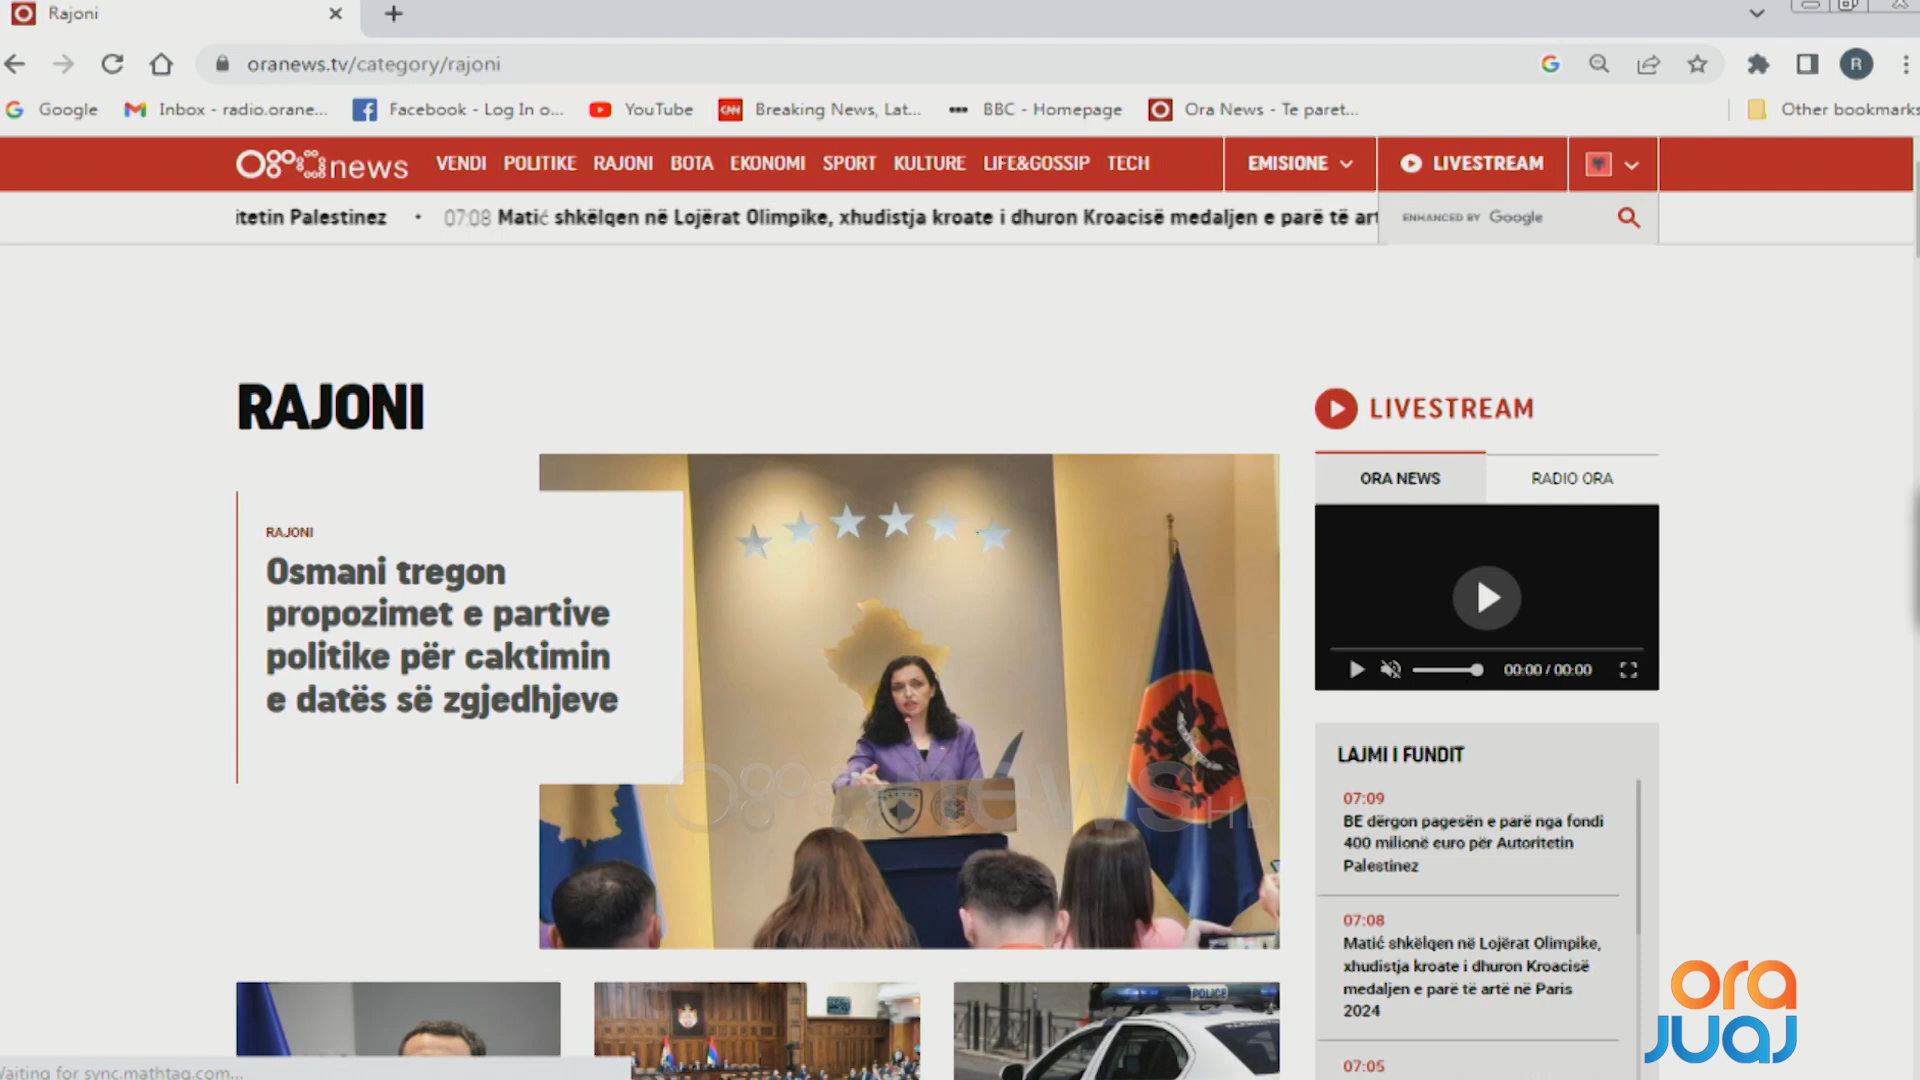 Rajoni
oranews.tv/category/rajoni
R
Google
Inbox - radio.orane...
Facebook - Log In o...
YouTube
CNN
Breaking News, Lat...
BBC - Homepage
Ora News - Te paret...
Other bookmarks
news
VENDI
POLITIKE
RAJONI
BOTA
EKONOMI
SPORT
KULTURE
LIFE&GOSSIP
TECH
EMISIONE
LIVESTREAM
itetin Palestinez • 07:08 Matić shkëlqen në Lojërat Olimpike, xhudistja kroate i dhuron Kroacisë medaljen e parë të art
ENHANCED BY Google
RAJONI
LIVESTREAM
ORA NEWS
RADIO ORA
RAJONI
Osmani tregon
propozimet e partive
politike për caktimin
e datës së zgjedhjeve
00:00 / 00:00
LAJMI I FUNDIT
07:09
BE dërgon pagesën e parë nga fondi
400 milionë euro për Autoritetin
Palestinez
07:08
Matić shkëlqen në Lojërat Olimpike,
xhudistja kroate i dhuron Kroacisë
medaljen e parë të artë në Paris
2024
07:05
news HD
POLICE
ora
juaj
Waiting for sync.mathtag.com...